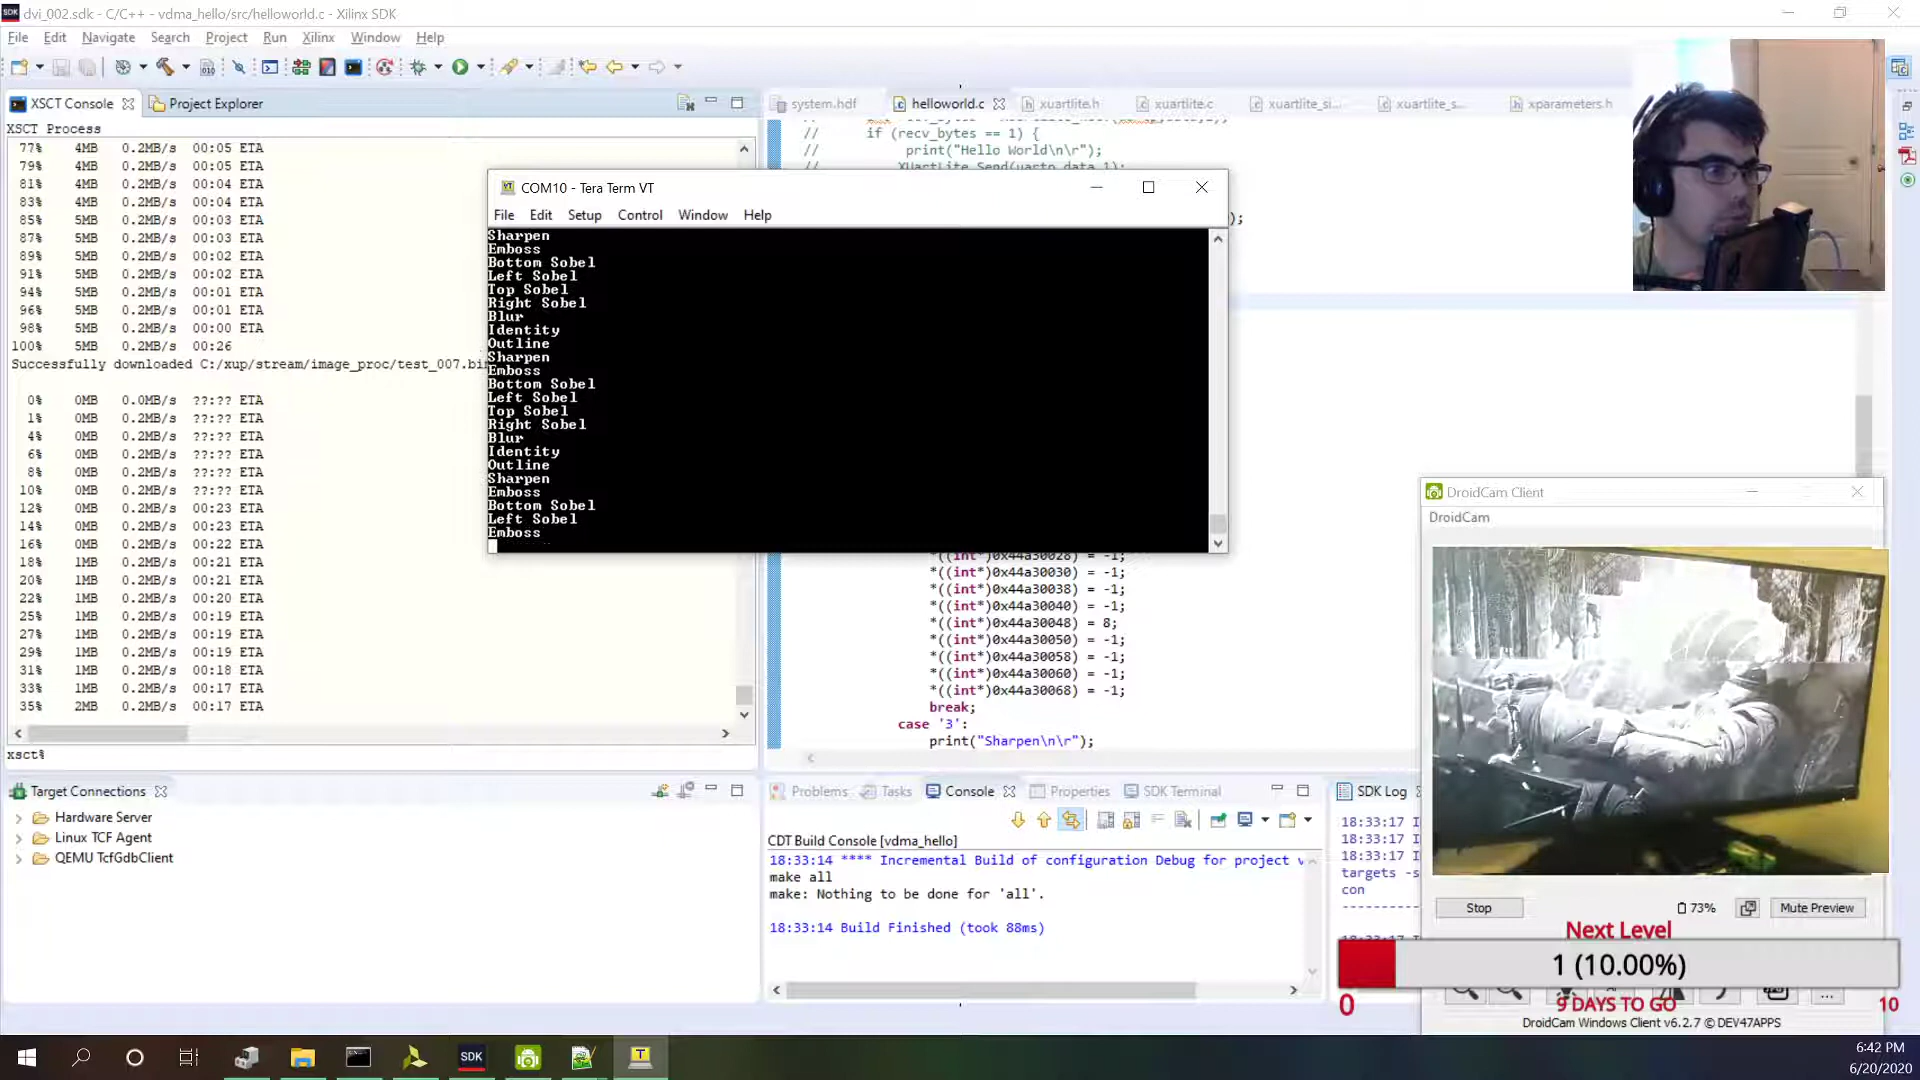 dvi_002.sdk - C/C++ - vdma_hello/src/helloworld.c - Xilinx SDK
File Edit Navigate Search Project Run Xilinx Window Help
XSCT Console
Project Explorer
XSCT Process
77% 4MB 0.2MB/s 00:05 ETA
79% 4MB 0.2MB/s 00:05 ETA
81% 4MB 0.2MB/s 00:04 ETA
83% 4MB 0.2MB/s 00:04 ETA
85% 5MB 0.2MB/s 00:03 ETA
87% 5MB 0.2MB/s 00:03 ETA
89% 5MB 0.2MB/s 00:02 ETA
91% 5MB 0.2MB/s 00:02 ETA
94% 5MB 0.2MB/s 00:01 ETA
96% 5MB 0.2MB/s 00:01 ETA
98% 5MB 0.2MB/s 00:00 ETA
100% 5MB 0.2MB/s 00:26
Successfully downloaded C:/xup/stream/image_proc/test_007.bin
0% 0MB 0.0MB/s ??:?? ETA
1% 0MB 0.2MB/s ??:?? ETA
4% 0MB 0.2MB/s ??:?? ETA
6% 0MB 0.2MB/s ??:?? ETA
8% 0MB 0.2MB/s ??:?? ETA
10% 0MB 0.2MB/s ??:?? ETA
12% 0MB 0.2MB/s 00:23 ETA
14% 0MB 0.2MB/s 00:23 ETA
16% 0MB 0.2MB/s 00:22 ETA
18% 1MB 0.2MB/s 00:21 ETA
20% 1MB 0.2MB/s 00:21 ETA
22% 1MB 0.2MB/s 00:20 ETA
25% 1MB 0.2MB/s 00:19 ETA
27% 1MB 0.2MB/s 00:19 ETA
29% 1MB 0.2MB/s 00:19 ETA
31% 1MB 0.2MB/s 00:18 ETA
33% 1MB 0.2MB/s 00:17 ETA
35% 2MB 0.2MB/s 00:17 ETA
xsct%
Target Connections
Hardware Server
Linux TCF Agent
QEMU TcfGdbClient
system.hdf helloworld.c xuartlite.h xuartlite.c xuartlite_si... xuartlite_s... xparameters.h
// if (recv_bytes == 1) {
// print("Hello World\n\r");
// XUartLite_Send(uartp,data,1);
);
COM10 - Tera Term VT
File Edit Setup Control Window Help
Sharpen
Emboss
Bottom Sobel
Left Sobel
Top Sobel
Right Sobel
Blur
Identity
Outline
Sharpen
Emboss
Bottom Sobel
Left Sobel
Top Sobel
Right Sobel
Blur
Identity
Outline
Sharpen
Emboss
Bottom Sobel
Left Sobel
Emboss
*((int*)0x44a30028) = -1;
*((int*)0x44a30030) = -1;
*((int*)0x44a30038) = -1;
*((int*)0x44a30040) = -1;
*((int*)0x44a30048) = 8;
*((int*)0x44a30050) = -1;
*((int*)0x44a30058) = -1;
*((int*)0x44a30060) = -1;
*((int*)0x44a30068) = -1;
break;
case '3':
print("Sharpen\n\r");
Problems Tasks Console Properties SDK Terminal
CDT Build Console [vdma_hello]
18:33:14 **** Incremental Build of configuration Debug for project v
make all
make: Nothing to be done for 'all'.
18:33:14 Build Finished (took 88ms)
SDK Log
18:33:17 I
18:33:17 I
18:33:17 I
targets -s
con
----------
DroidCam Client
DroidCam
Stop
73%
Mute Preview
Next Level
1 (10.00%)
0
9 DAYS TO GO
10
DroidCam Windows Client v6.2.7 © DEV47APPS
SDK
6:42 PM
6/20/2020